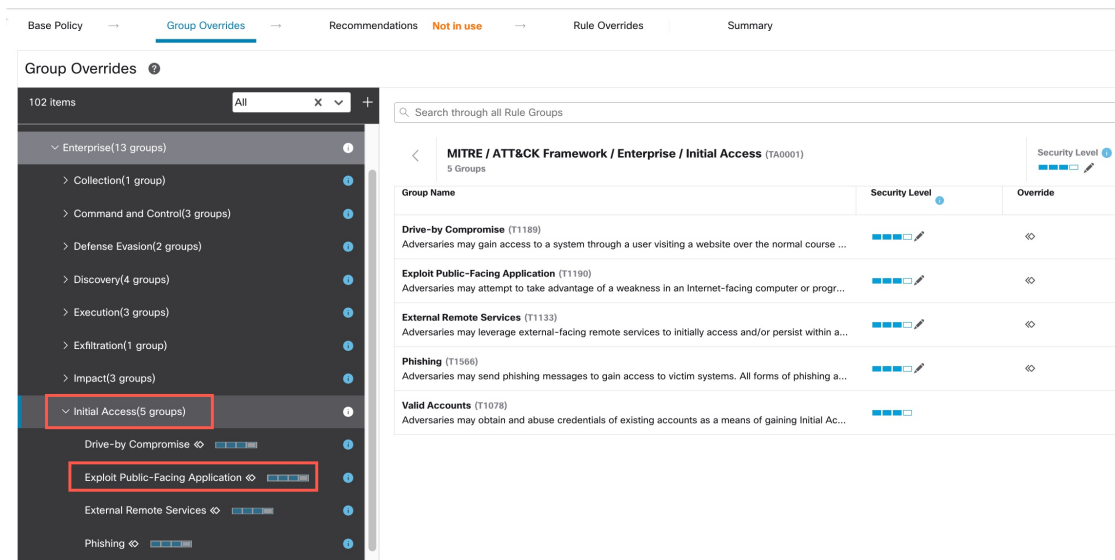 Base Policy → Group Overrides → Recommendations Not in use → Rule Overrides Summary
Group Overrides ?
102 items All X +
Enterprise(13 groups)
Collection(1 group)
Command and Control(3 groups)
Defense Evasion(2 groups)
Discovery(4 groups)
Execution(3 groups)
Exfiltration(1 group)
Impact(3 groups)
Initial Access(5 groups)
Drive-by Compromise
Exploit Public-Facing Application
External Remote Services
Phishing
Search through all Rule Groups
MITRE / ATT&CK Framework / Enterprise / Initial Access (TA0001)
5 Groups
Security Level
Group Name Security Level Override
Drive-by Compromise (T1189)
Adversaries may gain access to a system through a user visiting a website over the normal course ...
Exploit Public-Facing Application (T1190)
Adversaries may attempt to take advantage of a weakness in an Internet-facing computer or progr...
External Remote Services (T1133)
Adversaries may leverage external-facing remote services to initially access and/or persist within a...
Phishing (T1566)
Adversaries may send phishing messages to gain access to victim systems. All forms of phishing a...
Valid Accounts (T1078)
Adversaries may obtain and abuse credentials of existing accounts as a means of gaining Initial Ac...